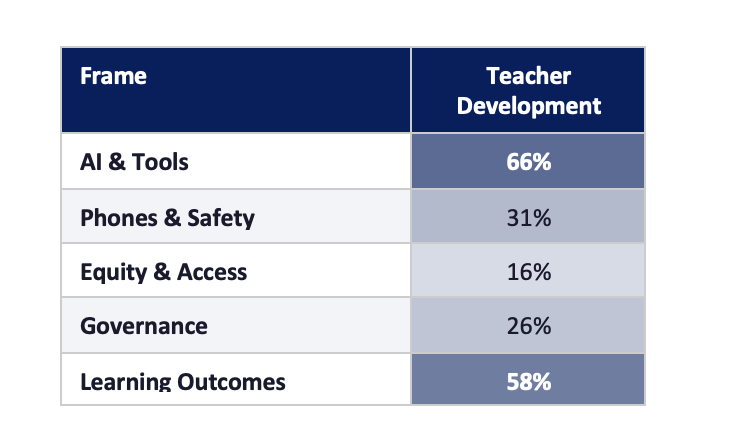 Frame
Teacher
Development
AI & Tools 66%
Phones & Safety 31%
Equity & Access 16%
Governance 26%
Learning Outcomes 58%